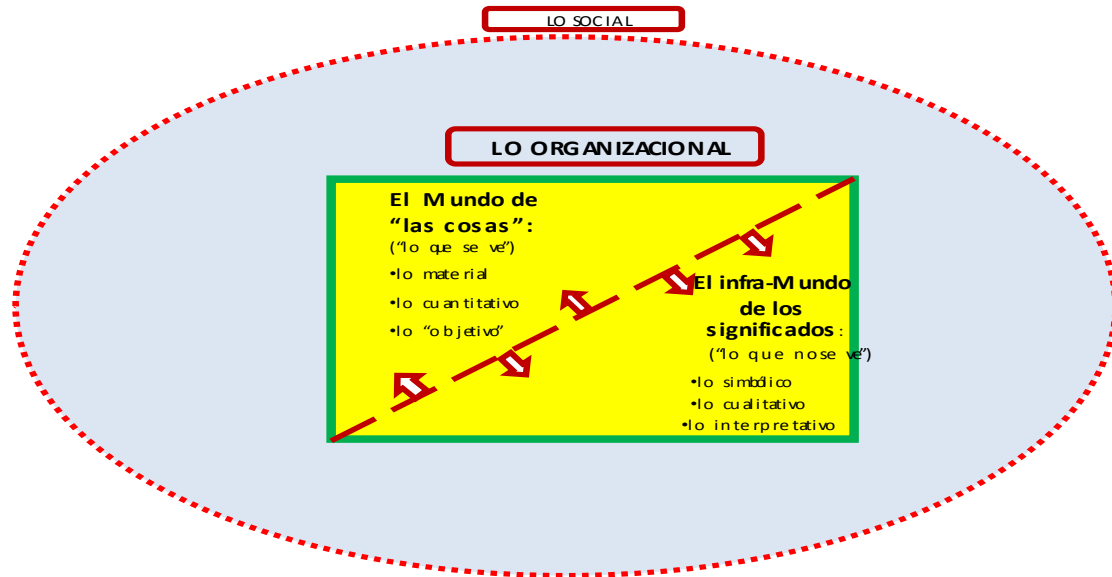 LO SOCIAL
LO ORGANIZACIONAL
El Mundo de
“las cosas”:
(“lo que se ve”)
•lo material
•lo cuantitativo
•lo “objetivo”
El infra-Mundo
de los
significados:
(“lo que no se ve”)
•lo simbólico
•lo cualitativo
•lo interpretativo